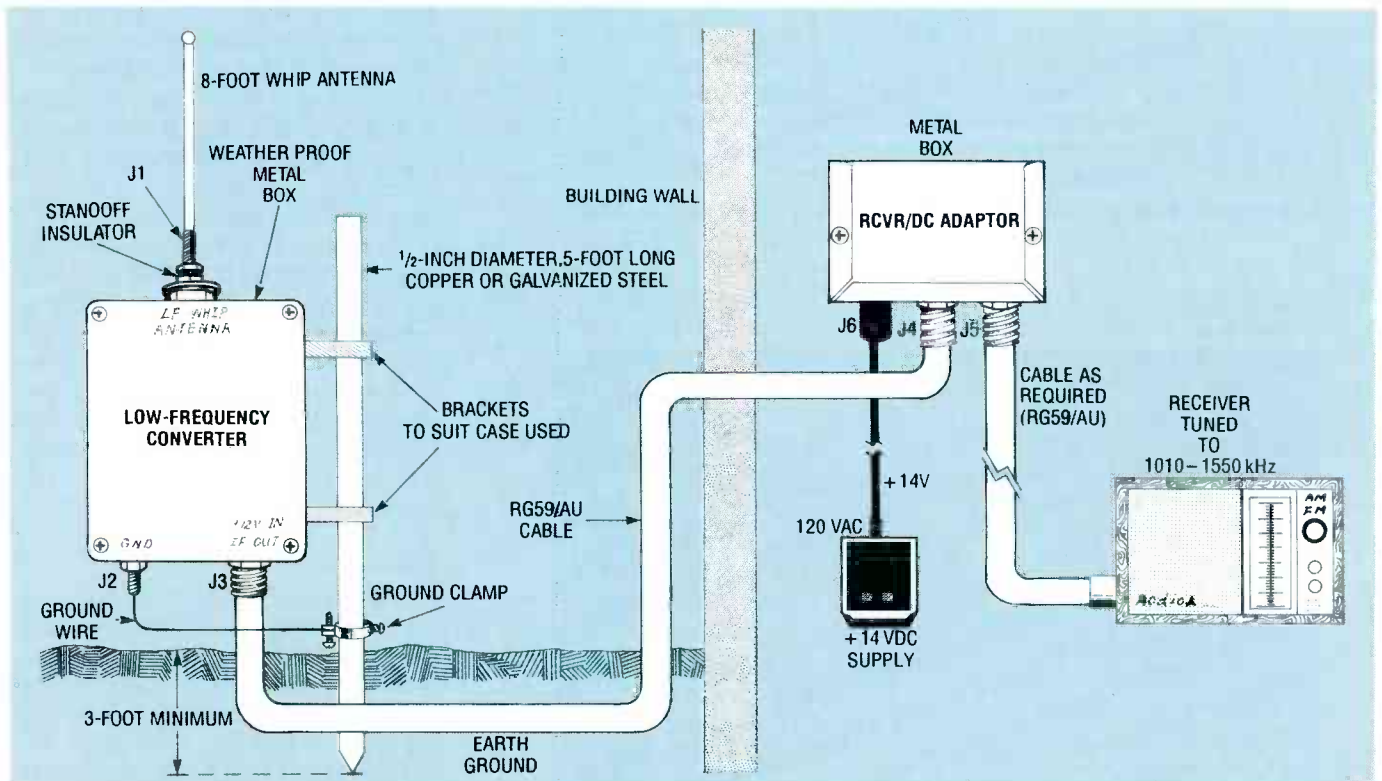 8-FOOT WHIP ANTENNA
WEATHER PROOF
METAL
BOX
J1
STANDOFF
INSULATOR
LF WHIP
ANTENNA
LOW-FREQUENCY
CONVERTER
+12V IN
GND
IF OUT
J2
J3
GROUND
WIRE
3-FOOT MINIMUM
1/2-INCH DIAMETER, 5-FOOT LONG
COPPER OR GALVANIZED STEEL
BRACKETS
TO SUIT CASE USED
GROUND CLAMP
RG59/AU
CABLE
EARTH
GROUND
BUILDING WALL
METAL
BOX
RCVR/DC ADAPTOR
J6
J4
J5
+14V
120 VAC
+14 VDC
SUPPLY
CABLE AS
REQUIRED
(RG59/AU)
RECEIVER
TUNED
TO
1010–1550 kHz
AM
FM